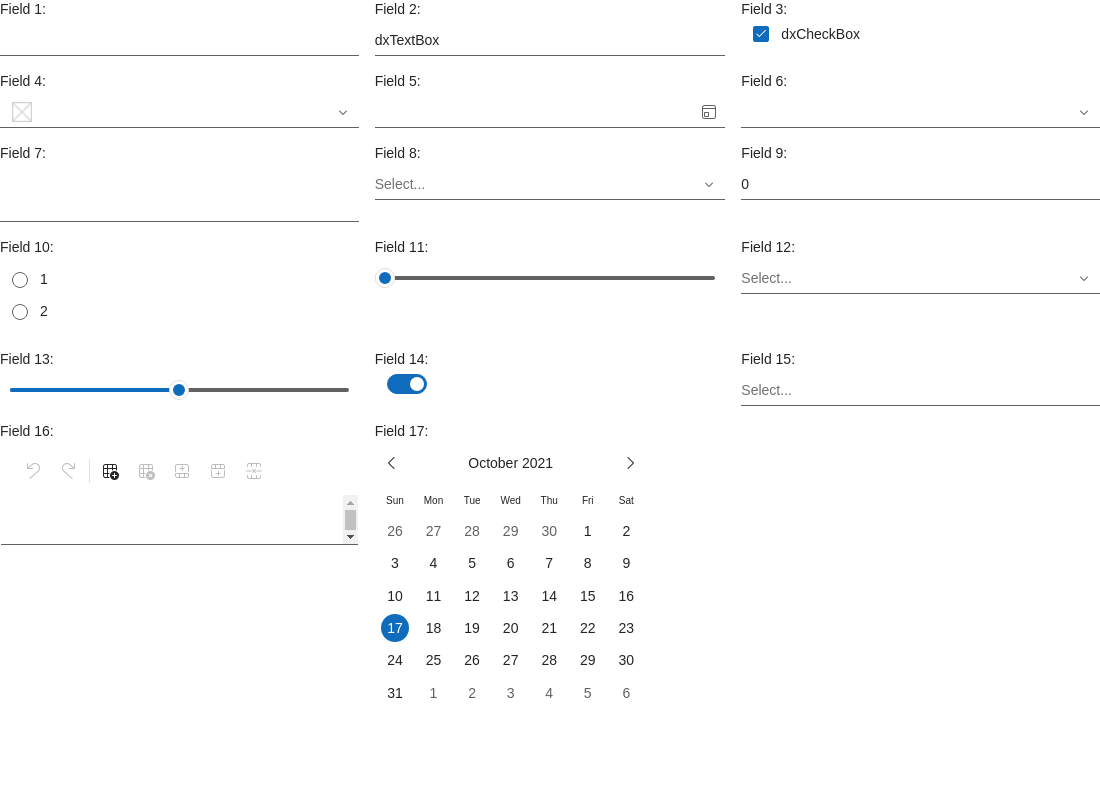 Field 1:
Field 2:
Field 3:
dxTextBox
dxCheckBox
Field 4:
Field 5:
Field 6:
Field 7:
Field 8:
Field 9:
Select...
0
Field 10:
Field 11:
Field 12:
1
Select...
2
Field 13:
Field 14:
Field 15:
Select...
Field 16:
Field 17:
October 2021
Sun Mon Tue Wed Thu Fri Sat
26 27 28 29 30 1 2
3 4 5 6 7 8 9
10 11 12 13 14 15 16
17 18 19 20 21 22 23
24 25 26 27 28 29 30
31 1 2 3 4 5 6